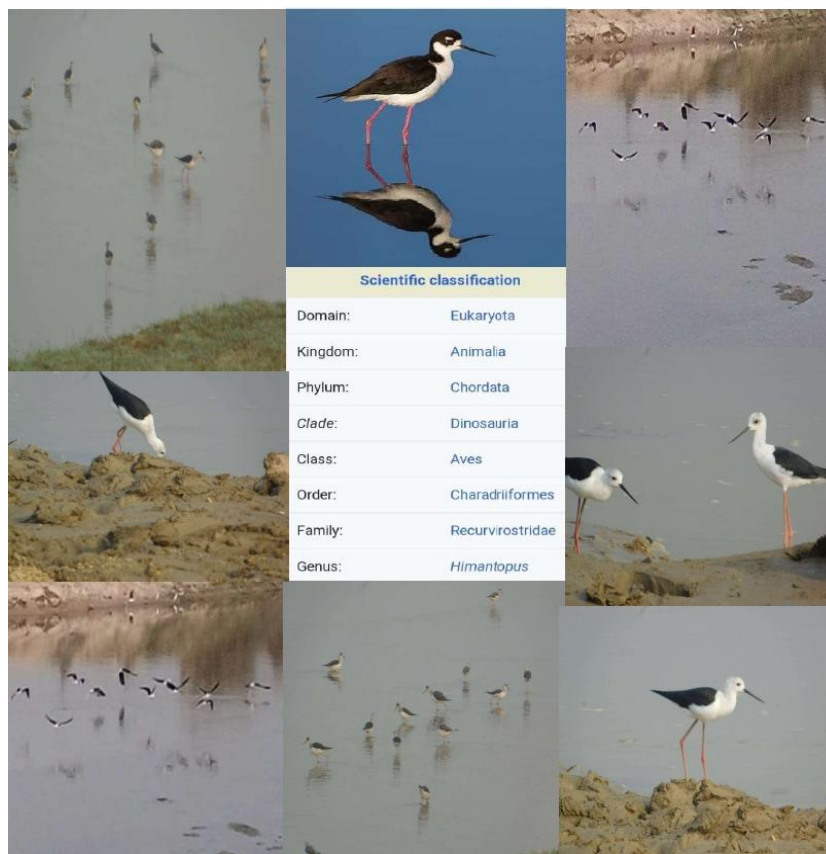 Scientific classification
Domain: Eukaryota
Kingdom: Animalia
Phylum: Chordata
Clade: Dinosauria
Class: Aves
Order: Charadriiformes
Family: Recurvirostridae
Genus: Himantopus